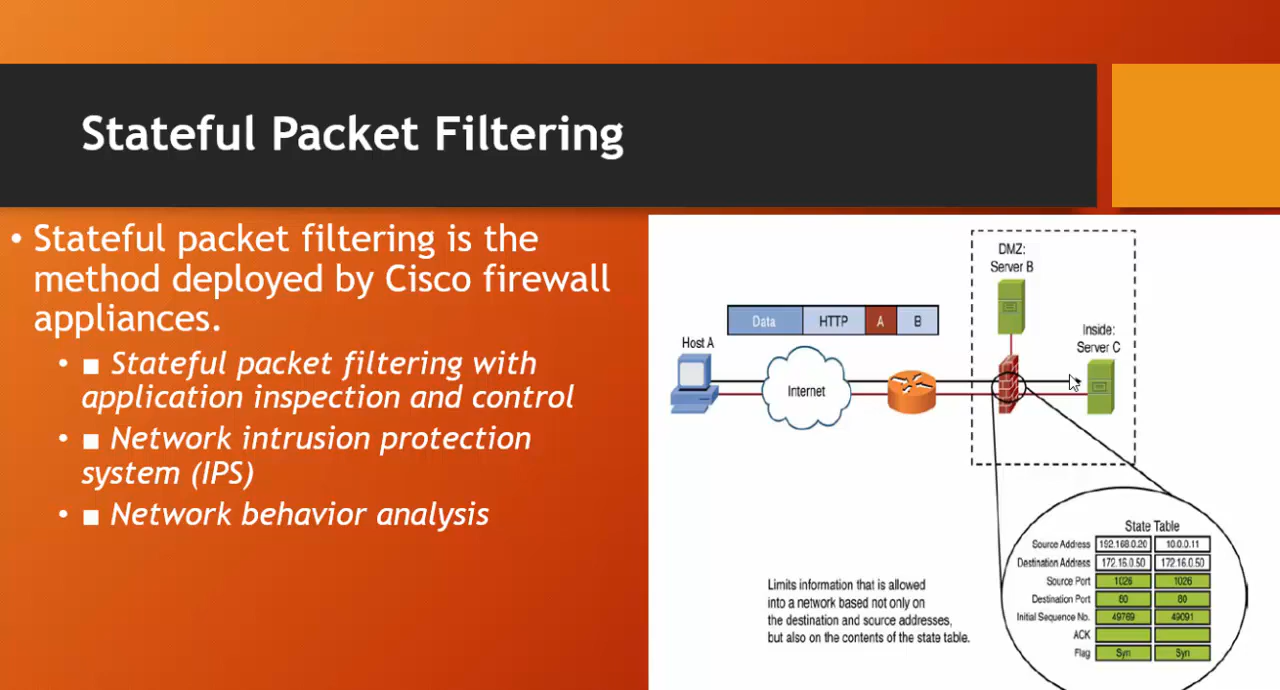 Stateful Packet Filtering
• Stateful packet filtering is the
method deployed by Cisco firewall
appliances.
• ■ Stateful packet filtering with
application inspection and control
• ■ Network intrusion protection
system (IPS)
• ■ Network behavior analysis
DMZ:
Server B
Data HTTP A B
Inside:
Server C
Host A
Internet
State Table
Source Address 192.168.0.20 10.0.0.11
Destination Address 172.16.0.50 172.16.0.50
Source Port 1026 1026
Destination Port 80 80
Initial Sequence No. 49769 49091
ACK
Flag Syn Syn
Limits information that is allowed
into a network based not only on
the destination and source addresses,
but also on the contents of the state table.